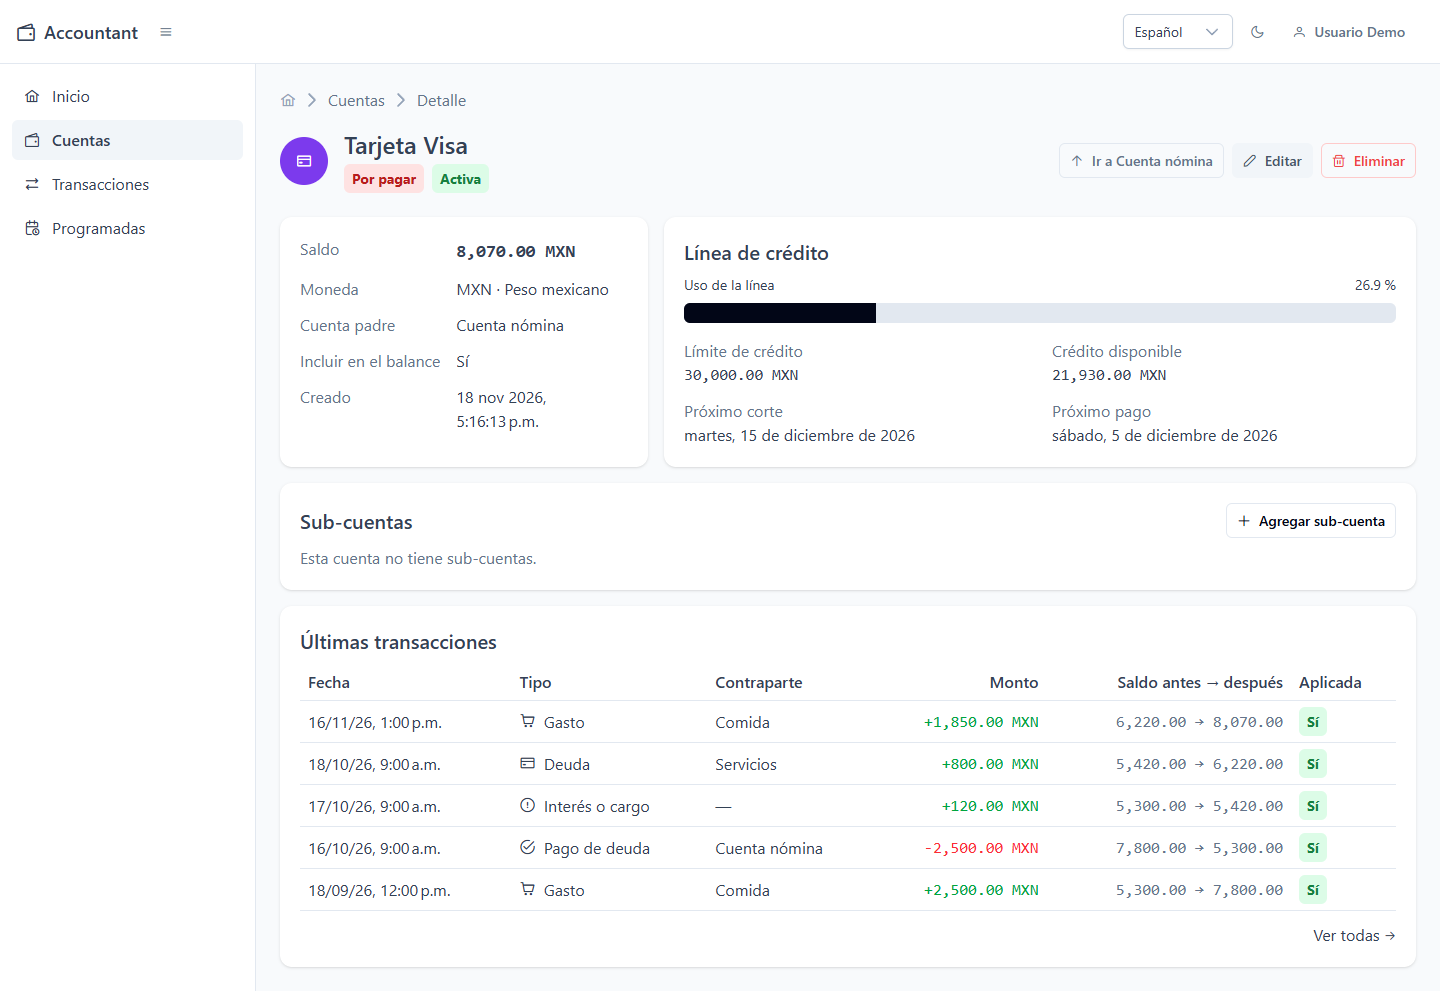 Accountant
Español
Usuario Demo
Inicio
Cuentas
Transacciones
Programadas
Cuentas
Detalle
Tarjeta Visa
Por pagar
Activa
Ir a Cuenta nómina
Editar
Eliminar
Saldo
8,070.00 MXN
Moneda
MXN · Peso mexicano
Cuenta padre
Cuenta nómina
Incluir en el balance
Sí
Creado
18 nov 2026,
5:16:13 p.m.
Línea de crédito
Uso de la línea
26.9 %
Límite de crédito
30,000.00 MXN
Crédito disponible
21,930.00 MXN
Próximo corte
martes, 15 de diciembre de 2026
Próximo pago
sábado, 5 de diciembre de 2026
Sub-cuentas
+ Agregar sub-cuenta
Esta cuenta no tiene sub-cuentas.
Últimas transacciones
Fecha Tipo Contraparte Monto Saldo antes → después Aplicada
16/11/26, 1:00 p.m. Gasto Comida +1,850.00 MXN 6,220.00 → 8,070.00 Sí
18/10/26, 9:00 a.m. Deuda Servicios +800.00 MXN 5,420.00 → 6,220.00 Sí
17/10/26, 9:00 a.m. Interés o cargo — +120.00 MXN 5,300.00 → 5,420.00 Sí
16/10/26, 9:00 a.m. Pago de deuda Cuenta nómina -2,500.00 MXN 7,800.00 → 5,300.00 Sí
18/09/26, 12:00 p.m. Gasto Comida +2,500.00 MXN 5,300.00 → 7,800.00 Sí
Ver todas →